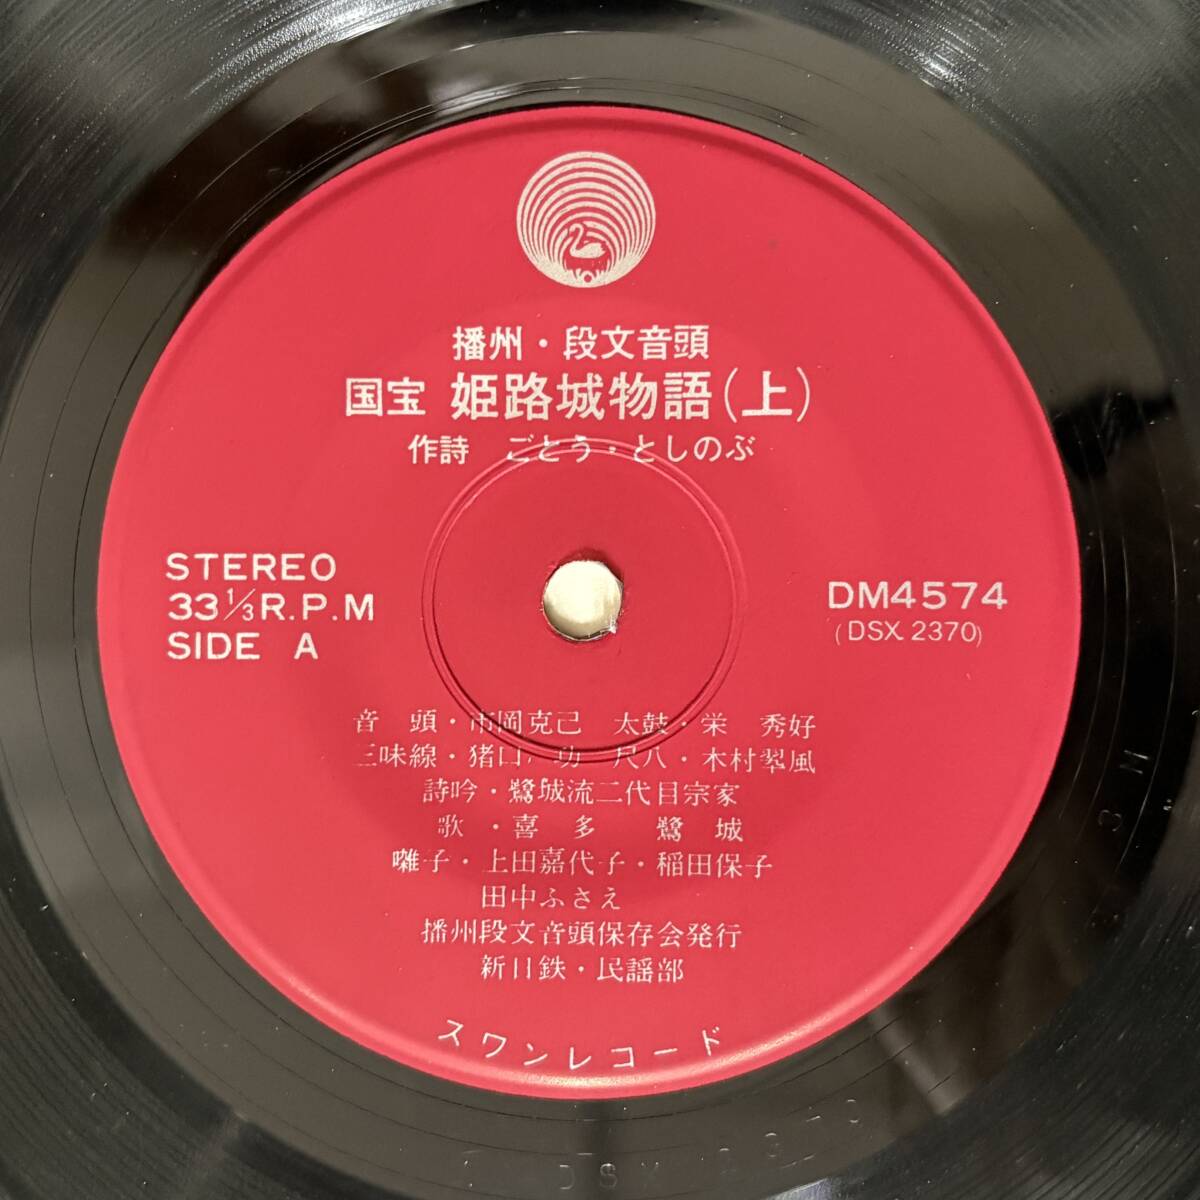 播州・段文音頭
国宝 姫路城物語(上)
作詩 ごとう・としのぶ
STEREO
33 1/3 R.P.M
SIDE A
DM4574
(DSX 2370)
音頭・市岡克己 太鼓・栄 秀好
三味線・猪口 功 尺八・木村翠風
詩吟・鷺城流二代目宗家
歌・喜多 鷺城
囃子・上田嘉代子・稲田保子
田中ふさえ
播州段文音頭保存会発行
新日鉄・民謡部
スワンレコード